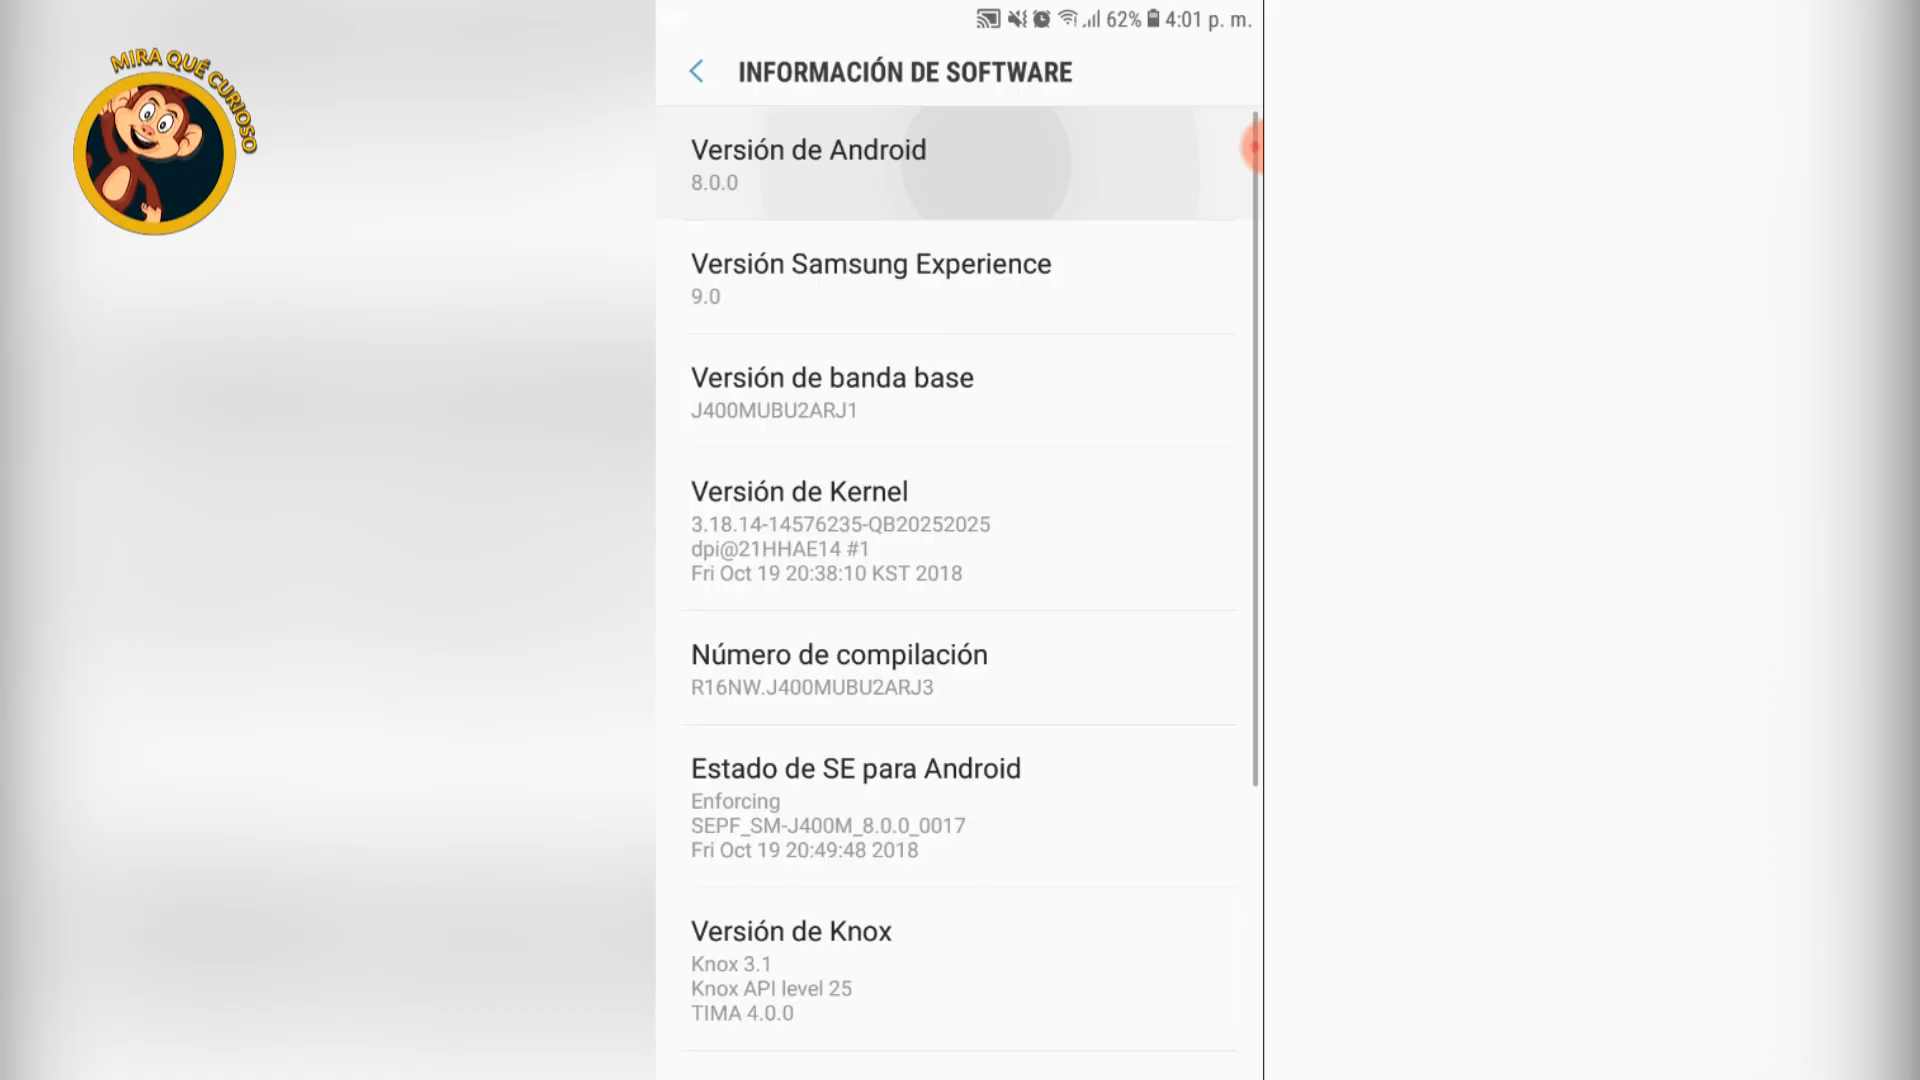 MIRA QUÉ CURIOSO
62% 4:01 p. m.
INFORMACIÓN DE SOFTWARE
Versión de Android
8.0.0
Versión Samsung Experience
9.0
Versión de banda base
J400MUBU2ARJ1
Versión de Kernel
3.18.14-14576235-QB20252025
dpi@21HHAE14 #1
Fri Oct 19 20:38:10 KST 2018
Número de compilación
R16NW.J400MUBU2ARJ3
Estado de SE para Android
Enforcing
SEPF_SM-J400M_8.0.0_0017
Fri Oct 19 20:49:48 2018
Versión de Knox
Knox 3.1
Knox API level 25
TIMA 4.0.0